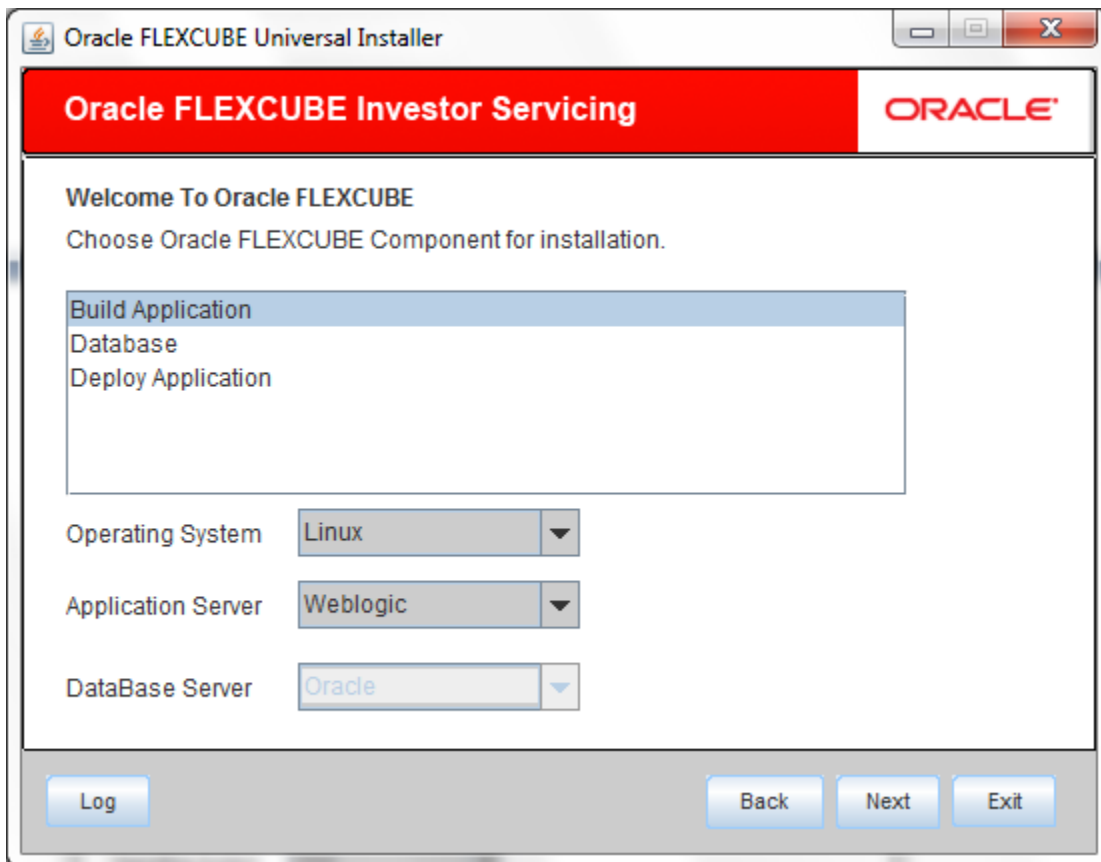 Oracle FLEXCUBE Universal Installer
Oracle FLEXCUBE Investor Servicing
ORACLE
Welcome To Oracle FLEXCUBE
Choose Oracle FLEXCUBE Component for installation.
Build Application
Database
Deploy Application
Operating System
Linux
Application Server
Weblogic
DataBase Server
Oracle
Log
Back
Next
Exit